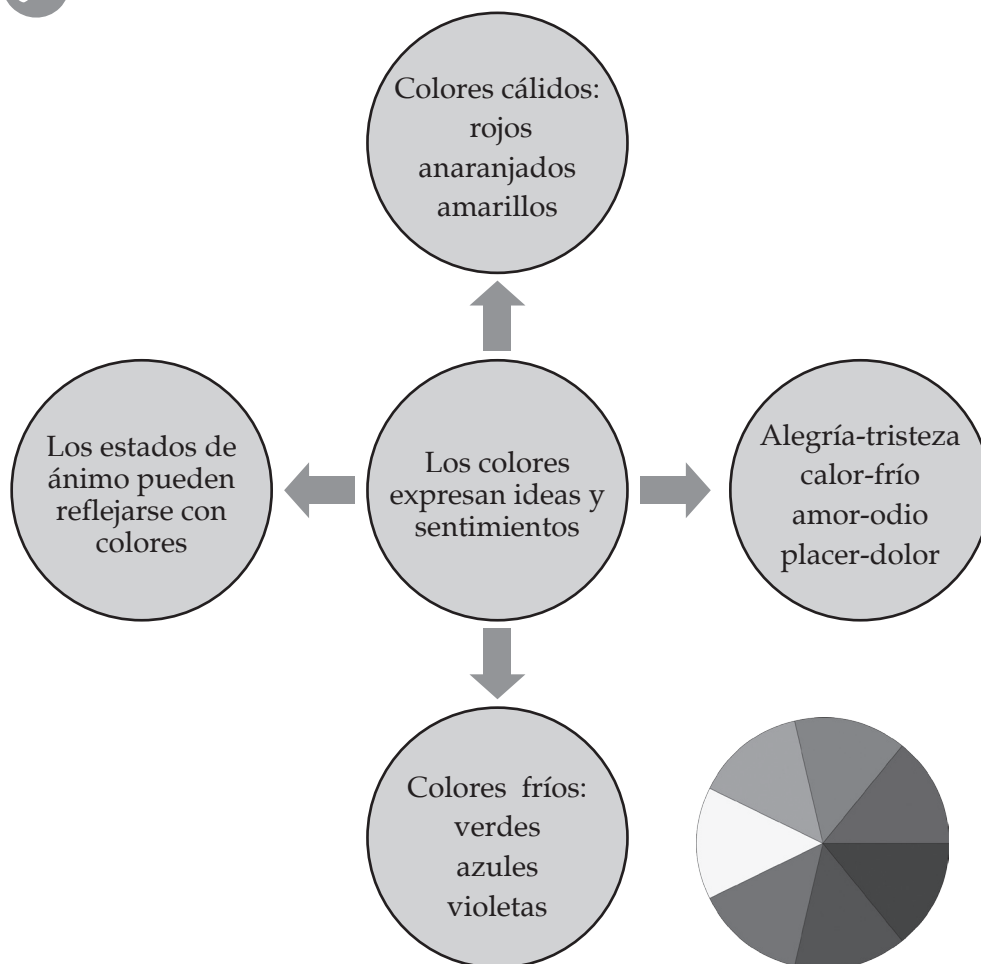 Colores cálidos:
rojos
anaranjados
amarillos
Los estados de
ánimo pueden
reflejarse con
colores
Los colores
expresan ideas y
sentimientos
Alegría-tristeza
calor-frío
amor-odio
placer-dolor
Colores fríos:
verdes
azules
violetas